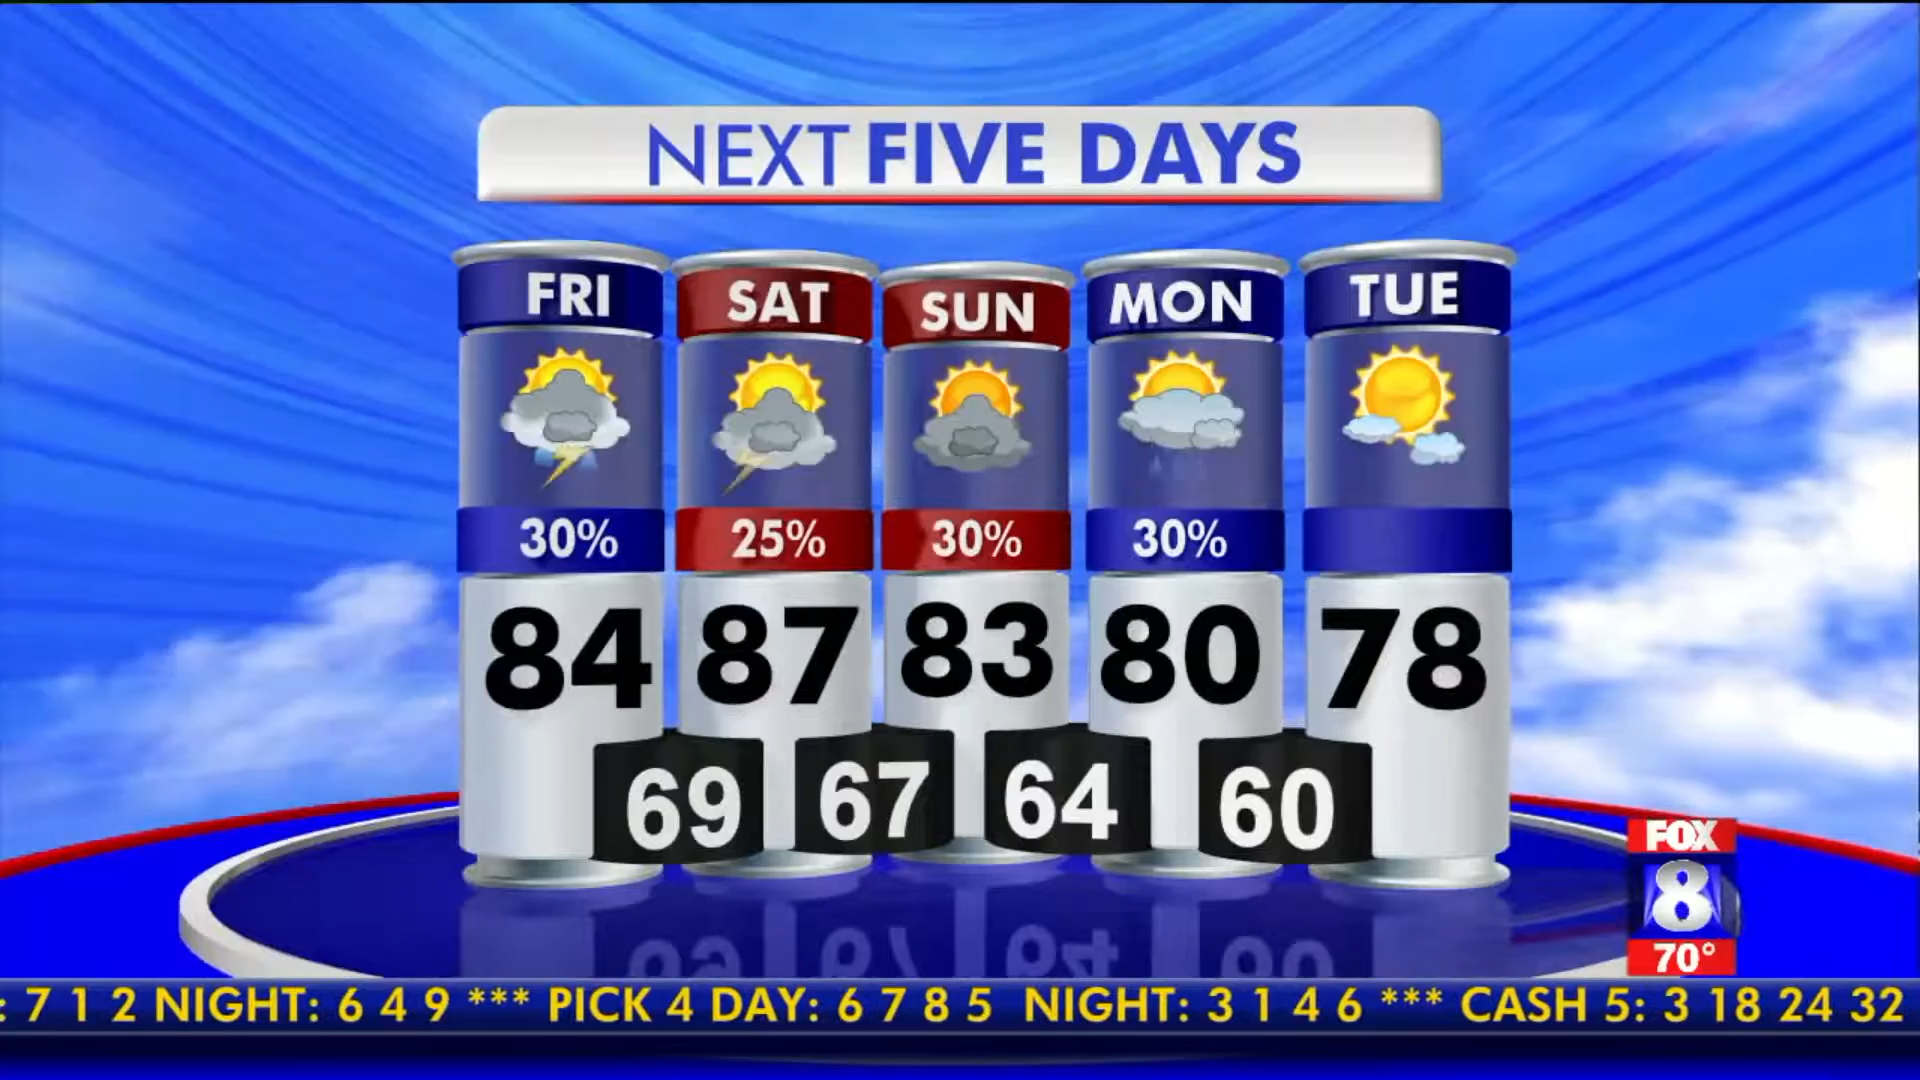 NEXT FIVE DAYS
FRI SAT SUN MON TUE
30% 25% 30% 30%
84 87 83 80 78
69 67 64 60
FOX
8
70°
: 7 1 2 NIGHT: 6 4 9 *** PICK 4 DAY: 6 7 8 5 NIGHT: 3 1 4 6 *** CASH 5: 3 18 24 32